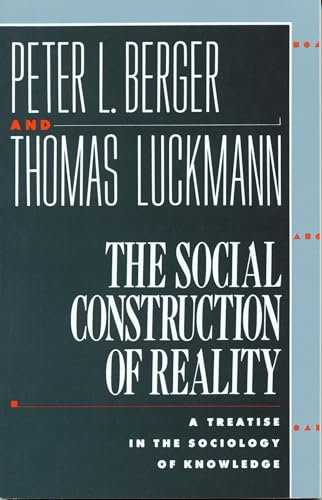 PETER L. BERGER
AND
THOMAS LUCKMANN
THE SOCIAL
CONSTRUCTION
OF REALITY
A TREATISE
IN THE SOCIOLOGY
OF KNOWLEDGE